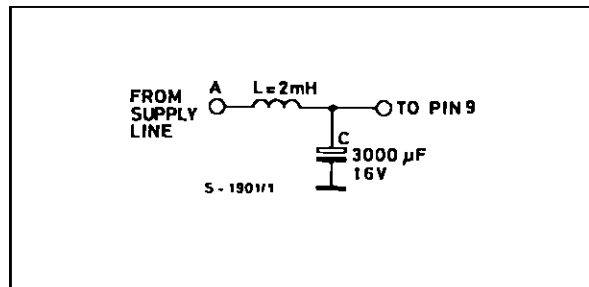 A
L = 2mH
FROM
SUPPLY
LINE
TO PIN 9
C
3000 µF
16V
S - 1901/1